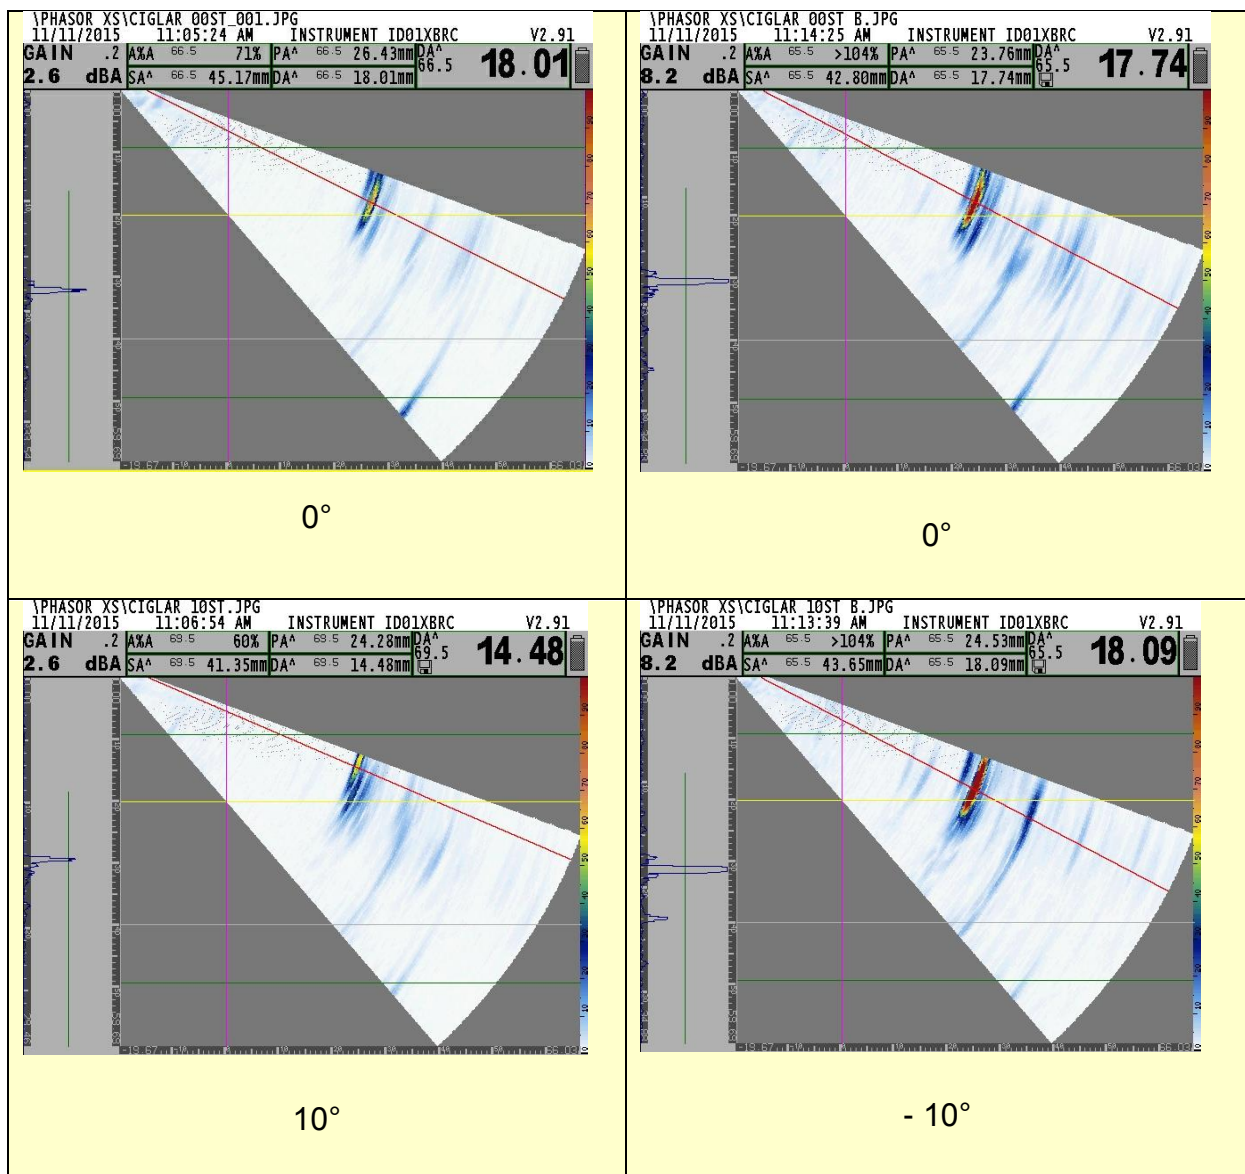 \PHASOR XS\CIGLAR 00ST_001.JPG
11/11/2015 11:05:24 AM INSTRUMENT ID01XBRC V2.91
GAIN .2 A%A 66.5 71% PA^ 66.5 26.43mm DA^ 18.01
2.6 dBA SA^ 66.5 45.17mm DA^ 66.5 18.01mm 66.5
0°
\PHASOR XS\CIGLAR 00ST B.JPG
11/11/2015 11:14:25 AM INSTRUMENT ID01XBRC V2.91
GAIN .2 A%A 66.5 >104% PA^ 65.5 23.76mm DA^ 17.74
8.2 dBA SA^ 66.5 42.80mm DA^ 65.5 17.74mm 65.5
0°
\PHASOR XS\CIGLAR 10ST.JPG
11/11/2015 11:06:54 AM INSTRUMENT ID01XBRC V2.91
GAIN .2 A%A 69.5 60% PA^ 69.5 24.28mm DA^ 14.48
2.6 dBA SA^ 69.5 41.35mm DA^ 69.5 14.48mm 69.5
10°
\PHASOR XS\CIGLAR 10ST B.JPG
11/11/2015 11:13:39 AM INSTRUMENT ID01XBRC V2.91
GAIN .2 A%A 65.5 >104% PA^ 65.5 24.53mm DA^ 18.09
8.2 dBA SA^ 65.5 43.65mm DA^ 65.5 18.09mm 65.5
- 10°